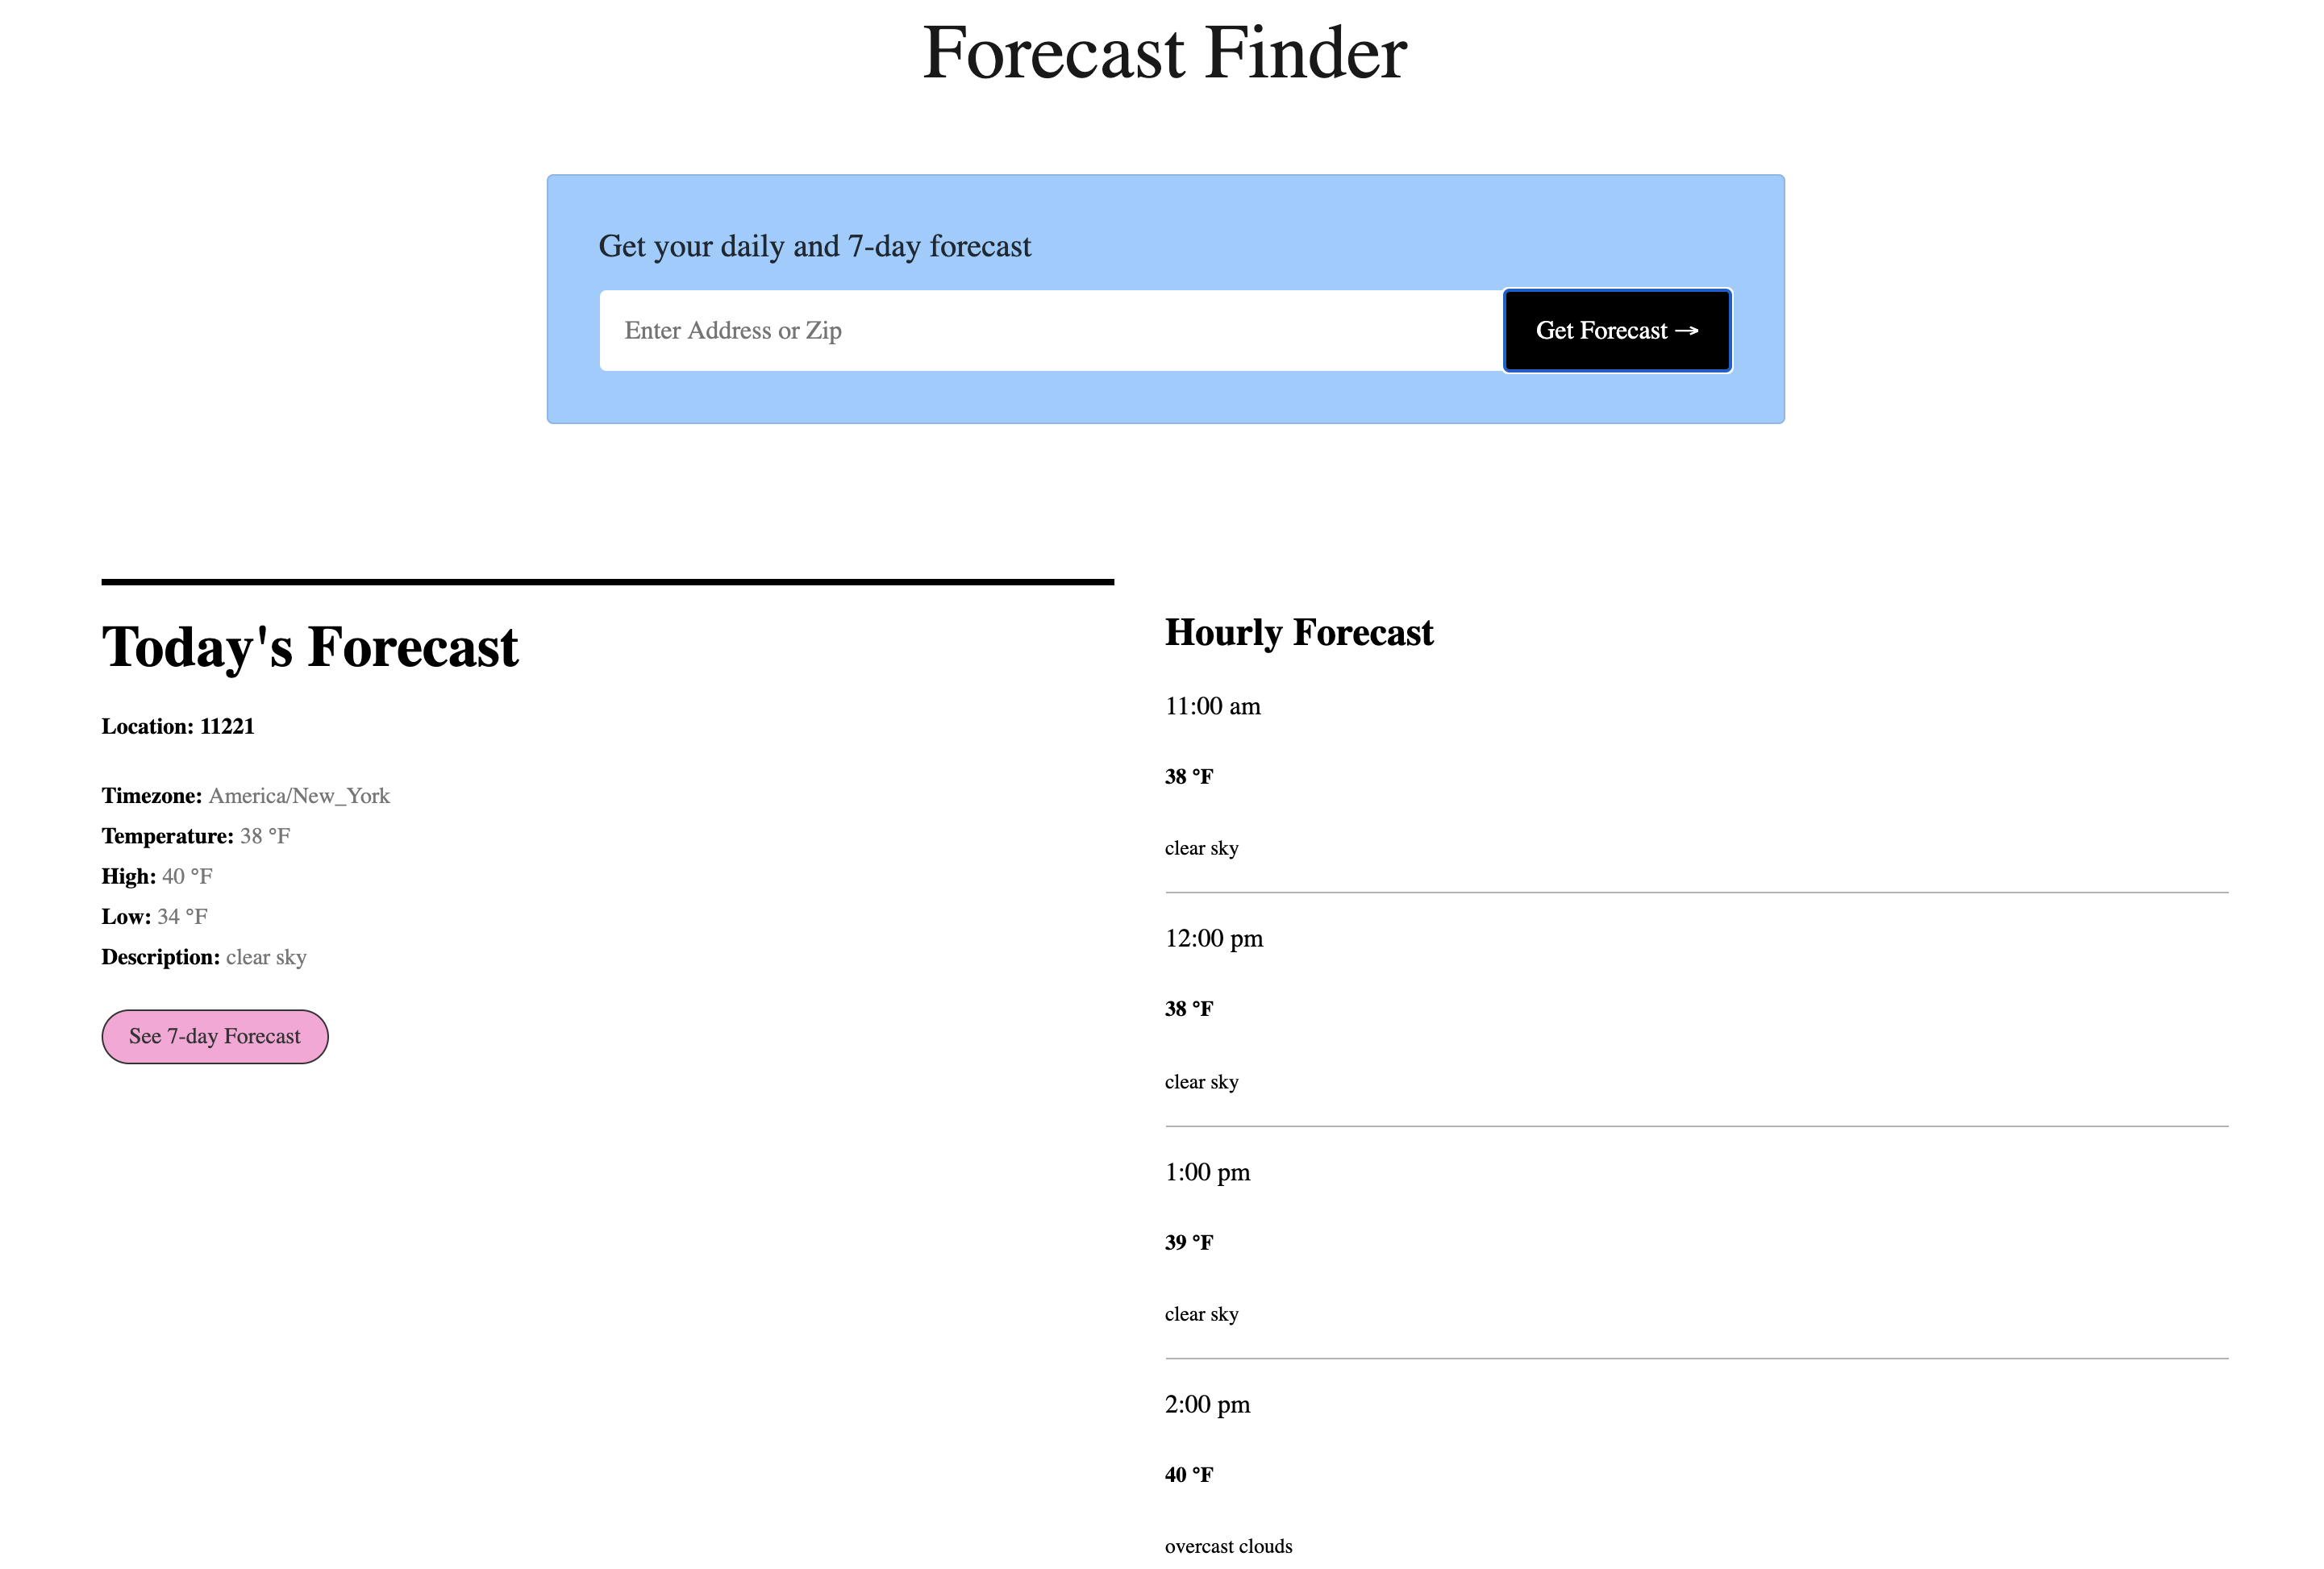 Forecast Finder
Get your daily and 7-day forecast
Enter Address or Zip
Get Forecast →
Today's Forecast
Location: 11221
Timezone: America/New_York
Temperature: 38 °F
High: 40 °F
Low: 34 °F
Description: clear sky
See 7-day Forecast
Hourly Forecast
11:00 am
38 °F
clear sky
12:00 pm
38 °F
clear sky
1:00 pm
39 °F
clear sky
2:00 pm
40 °F
overcast clouds